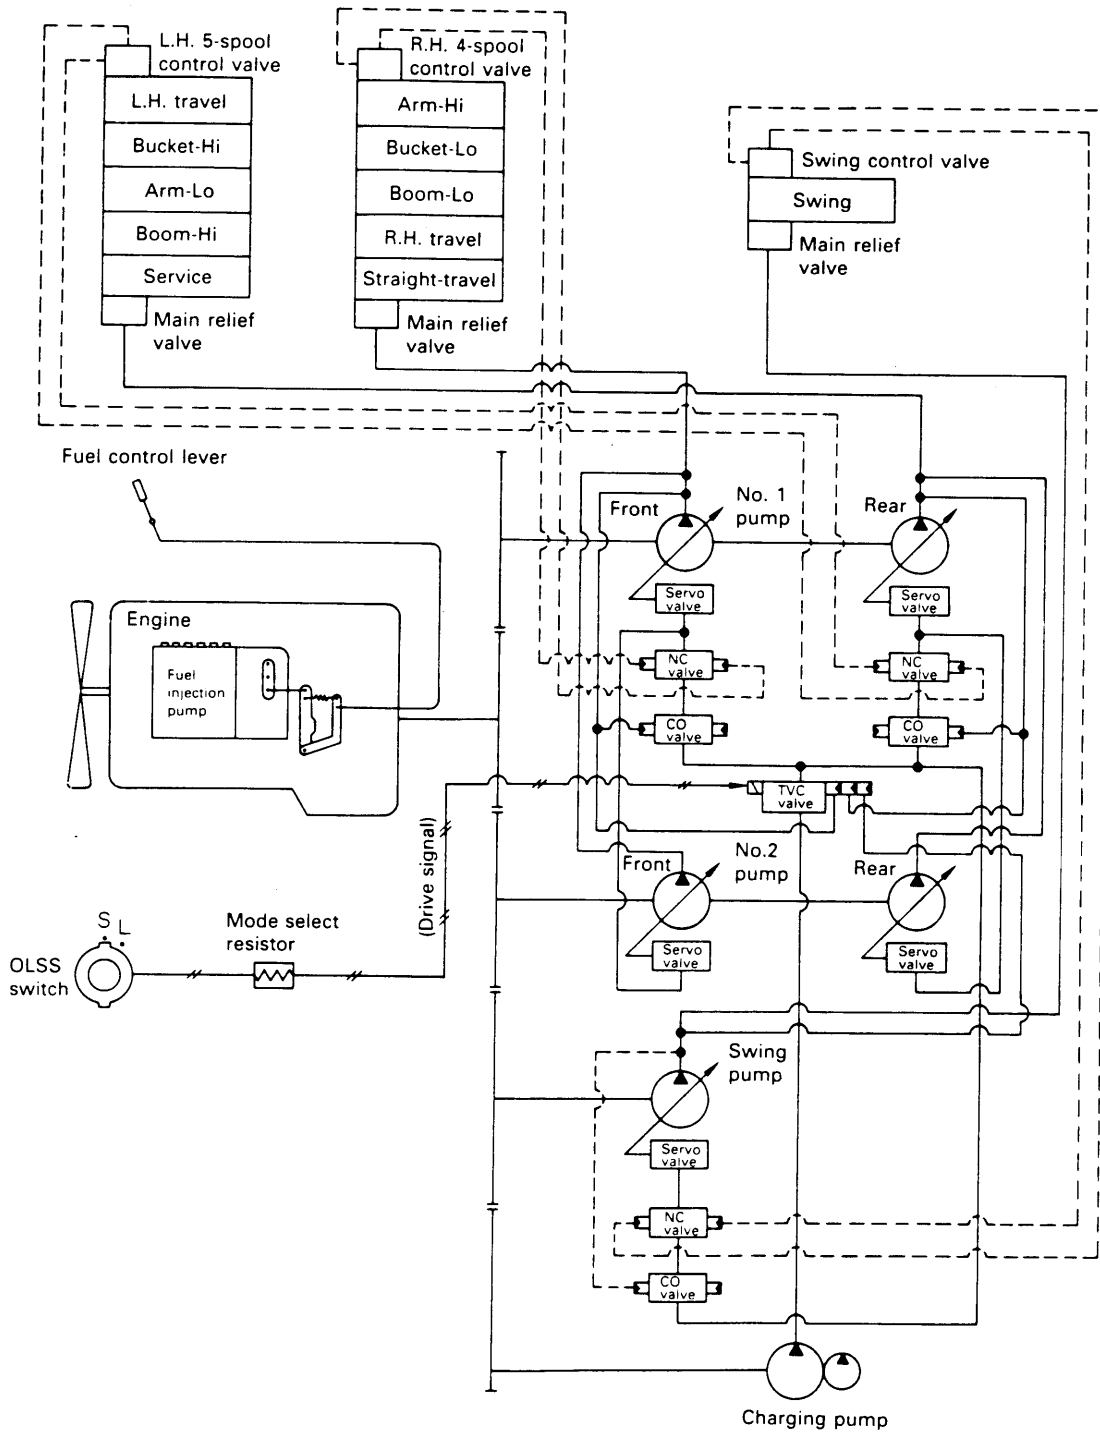 L.H. 5-spool
control valve
L.H. travel
Bucket-Hi
Arm-Lo
Boom-Hi
Service
Main relief
valve
R.H. 4-spool
control valve
Arm-Hi
Bucket-Lo
Boom-Lo
R.H. travel
Straight-travel
Main relief
valve
Swing control valve
Swing
Main relief
valve
Fuel control lever
Engine
Fuel
injection
pump
Front
No. 1
pump
Rear
Servo
valve
Servo
valve
NC
valve
NC
valve
CO
valve
CO
valve
TVC
valve
(Drive signal)
Front
No.2
pump
Rear
Servo
valve
Servo
valve
S L
OLSS
switch
Mode select
resistor
Swing
pump
Servo
valve
NC
valve
CO
valve
Charging pump